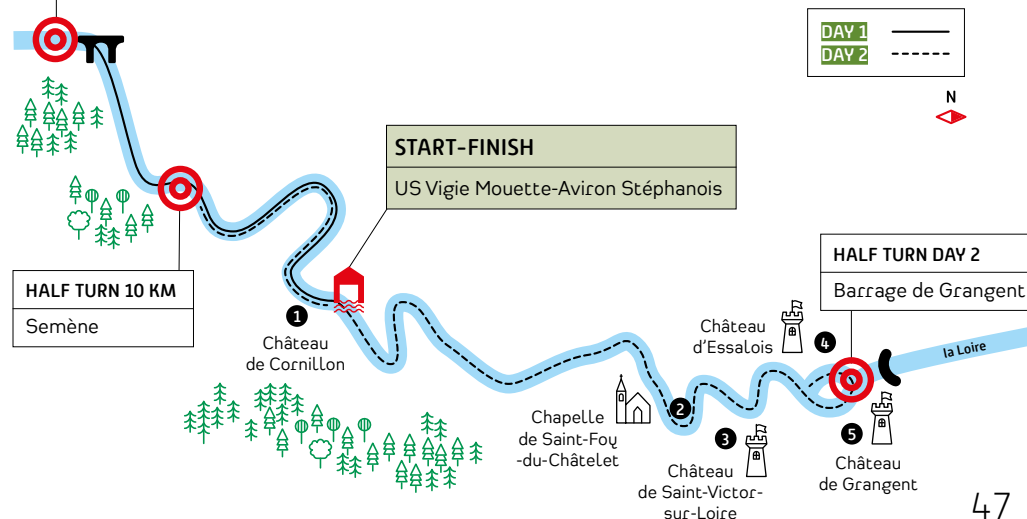 DAY 1
DAY 2
N
START-FINISH
US Vigie Mouette-Aviron Stéphanois
HALF TURN DAY 2
Barrage de Grangent
HALF TURN 10 KM
Semène
1
Château
de Cornillon
Château
d'Essalois
4
la Loire
Chapelle
de Saint-Foy
-du-Châtelet
2
3
Château
de Saint-Victor-
sur-Loire
5
Château
de Grangent
47